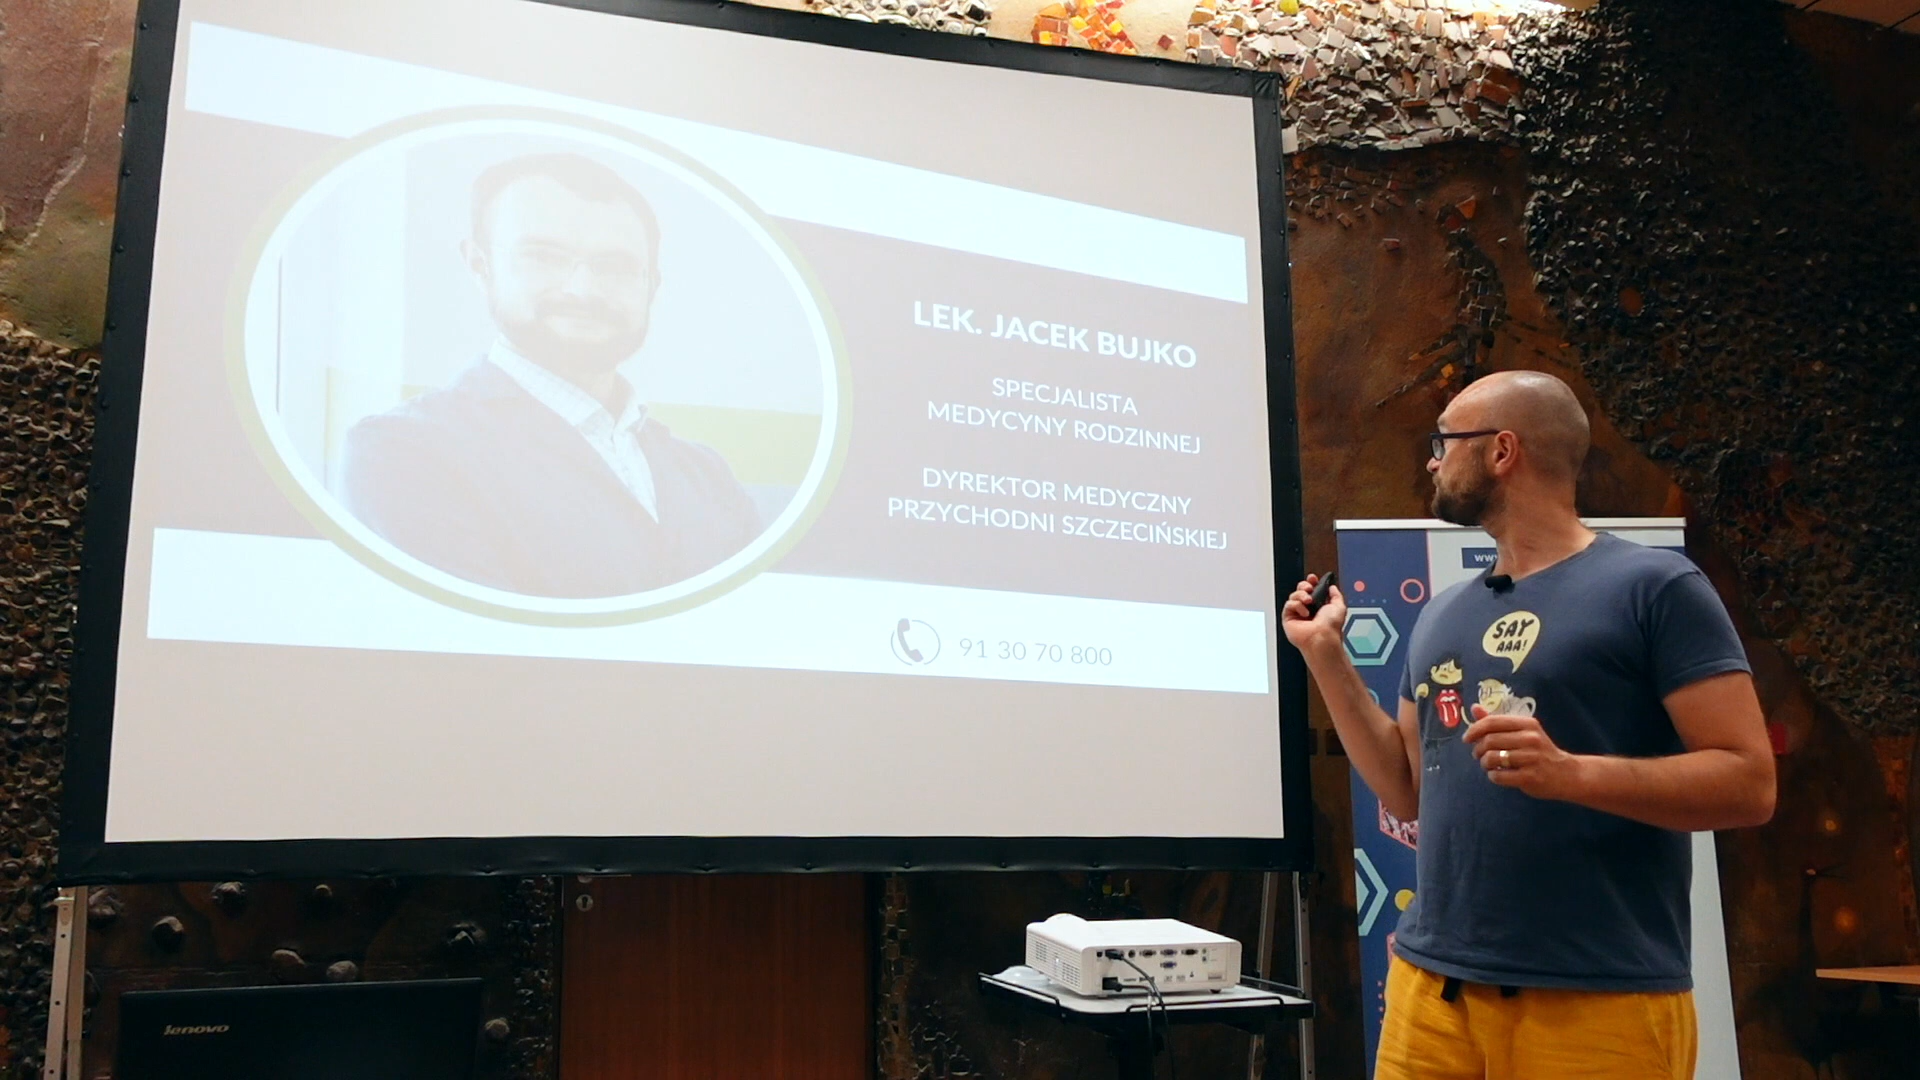 LEK. JACEK BUJKO
SPECJALISTA
MEDYCYNY RODZINNEJ
DYREKTOR MEDYCZNY
PRZYCHODNI SZCZECIŃSKIEJ
91 30 70 800
SAY
AAA!
lenovo